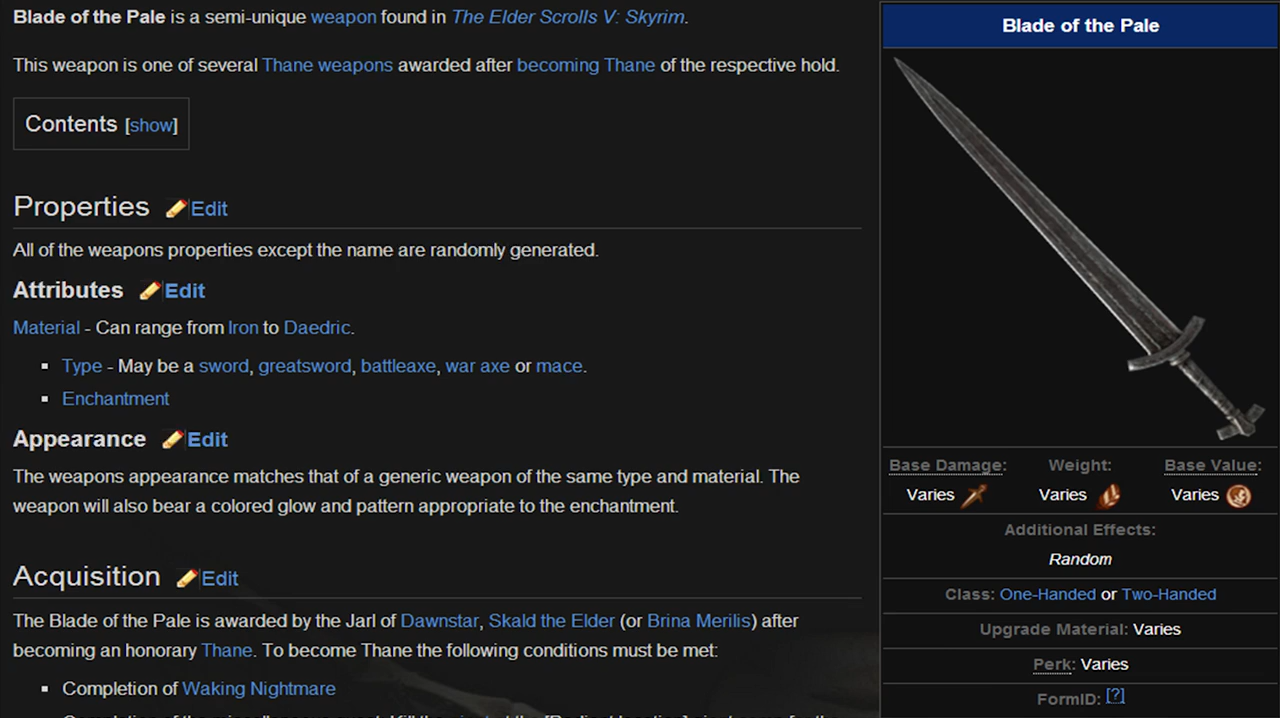 Blade of the Pale is a semi-unique weapon found in The Elder Scrolls V: Skyrim.
This weapon is one of several Thane weapons awarded after becoming Thane of the respective hold.
Contents [show]
Properties Edit
All of the weapons properties except the name are randomly generated.
Attributes Edit
Material - Can range from Iron to Daedric.
Type - May be a sword, greatsword, battleaxe, war axe or mace.
Enchantment
Appearance Edit
The weapons appearance matches that of a generic weapon of the same type and material. The
weapon will also bear a colored glow and pattern appropriate to the enchantment.
Acquisition Edit
The Blade of the Pale is awarded by the Jarl of Dawnstar, Skald the Elder (or Brina Merilis) after
becoming an honorary Thane. To become Thane the following conditions must be met:
Completion of Waking Nightmare
Blade of the Pale
Base Damage: Weight: Base Value:
Varies Varies Varies
Additional Effects:
Random
Class: One-Handed or Two-Handed
Upgrade Material: Varies
Perk: Varies
FormID: [?]